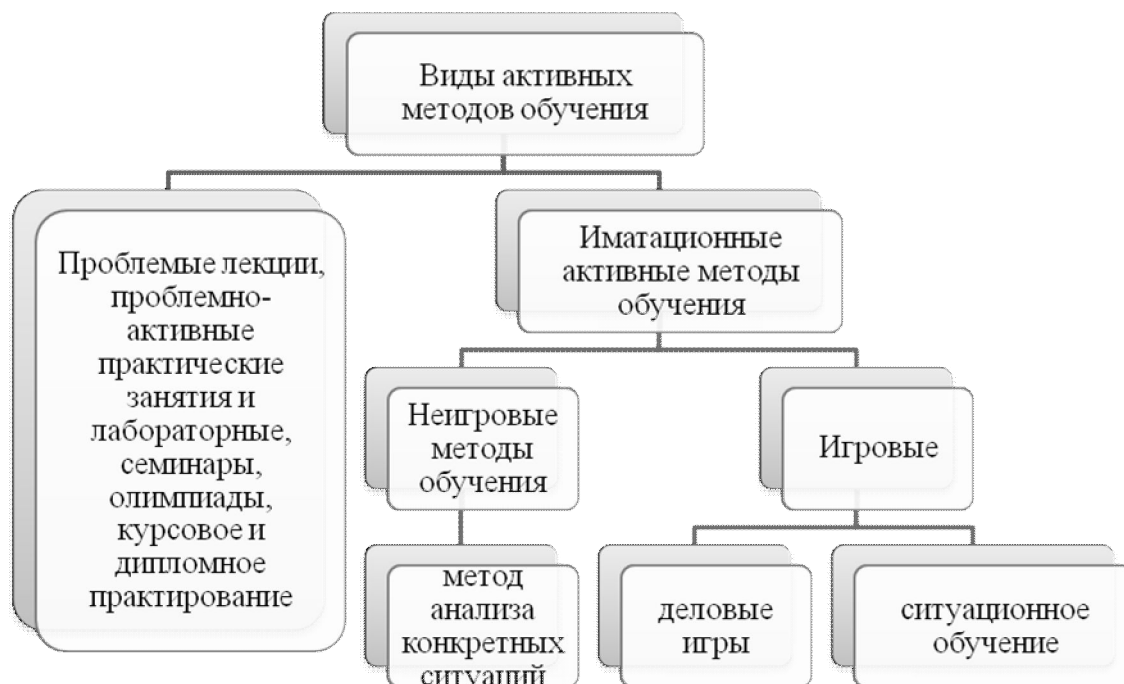 Виды активных
методов обучения
Проблемые лекции,
проблемно-
активные
практические
занятия и
лабораторные,
семинары,
олимпиады,
курсовое и
дипломное
практирование
Иматационные
активные методы
обучения
Неигровые
методы
обучения
Игровые
метод
анализа
конкретных
ситуаций
деловые
игры
ситуационное
обучение